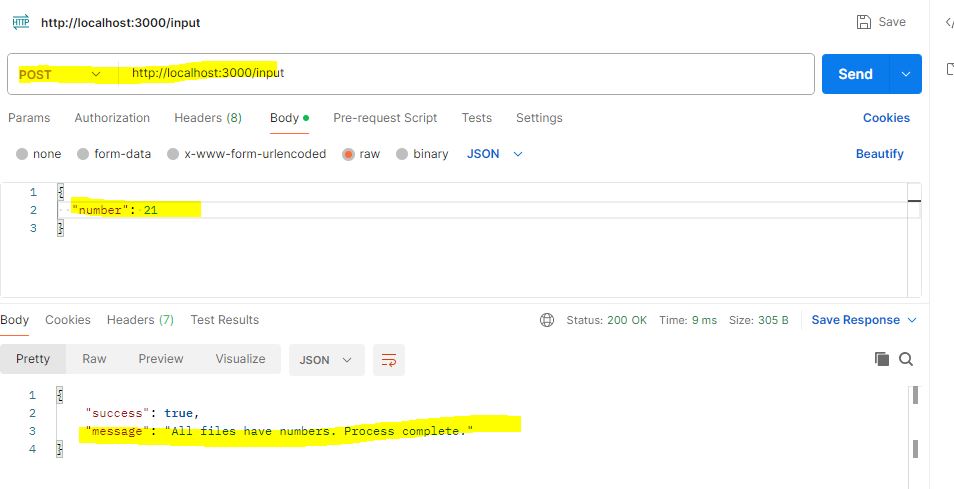 HTTP http://localhost:3000/input Save
POST http://localhost:3000/input Send
Params Authorization Headers (8) Body Pre-request Script Tests Settings Cookies
none form-data x-www-form-urlencoded raw binary JSON Beautify
1 {
2 "number": 21
3 }
Body Cookies Headers (7) Test Results Status: 200 OK Time: 9 ms Size: 305 B Save Response
Pretty Raw Preview Visualize JSON
1 {
2 "success": true,
3 "message": "All files have numbers. Process complete."
4 }